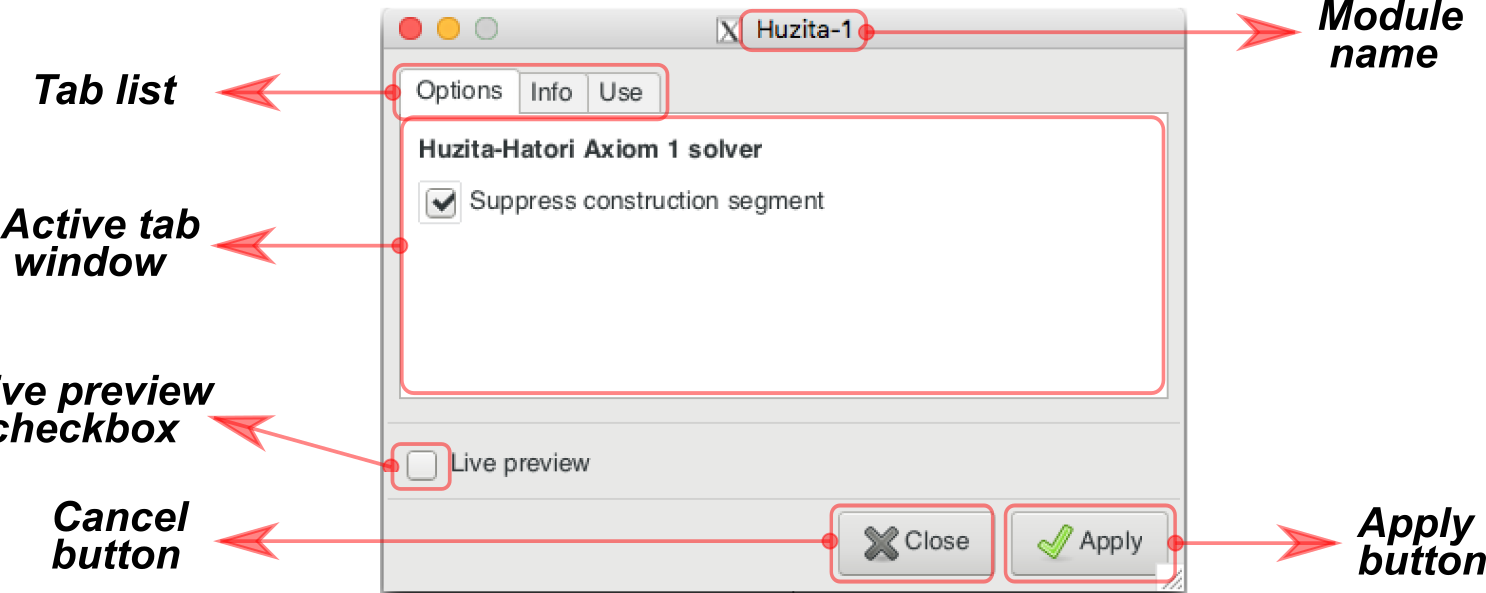 Huzita-1
Module
name
Tab list
Options Info Use
Huzita-Hatori Axiom 1 solver
Suppress construction segment
Active tab
window
ive preview
checkbox
Live preview
Cancel
button
Close
Apply
Apply
button